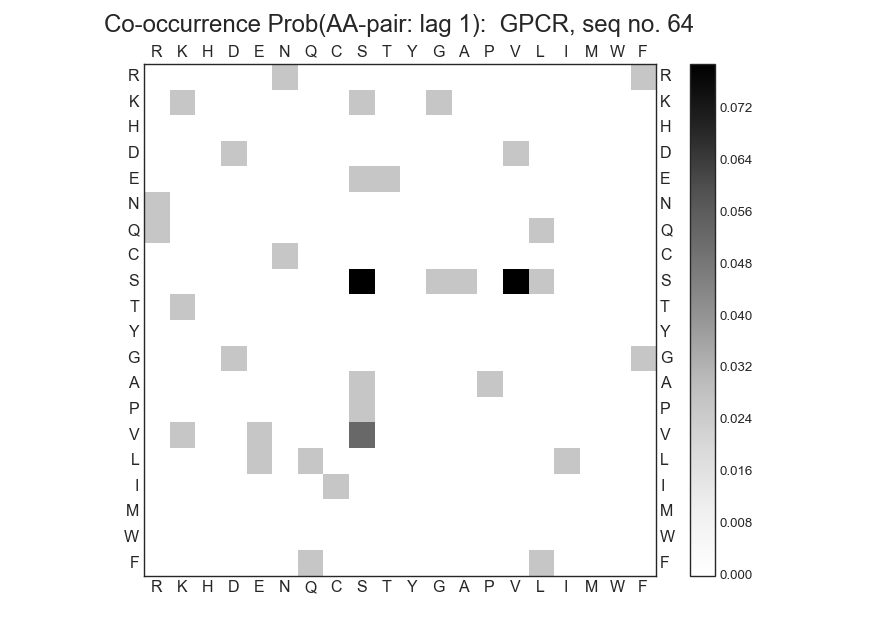 Co-occurrence Prob(AA-pair: lag 1):  GPCR, seq no. 64
R K H D E N Q C S T Y G A P V L I M W F
R R
K K
H H
D D
E E
N N
Q Q
C C
S S
T T
Y Y
G G
A A
P P
V V
L L
I I
M M
W W
F F
R K H D E N Q C S T Y G A P V L I M W F
0.072
0.064
0.056
0.048
0.040
0.032
0.024
0.016
0.008
0.000